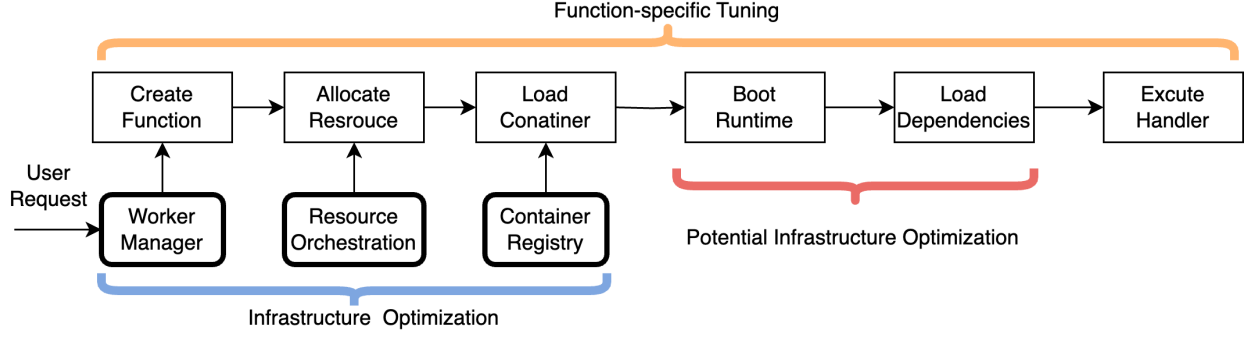 Function-specific Tuning
Create
Function
Allocate
Resrouce
Load
Conatiner
Boot
Runtime
Load
Dependencies
Excute
Handler
User
Request
Worker
Manager
Resource
Orchestration
Container
Registry
Potential Infrastructure Optimization
Infrastructure Optimization